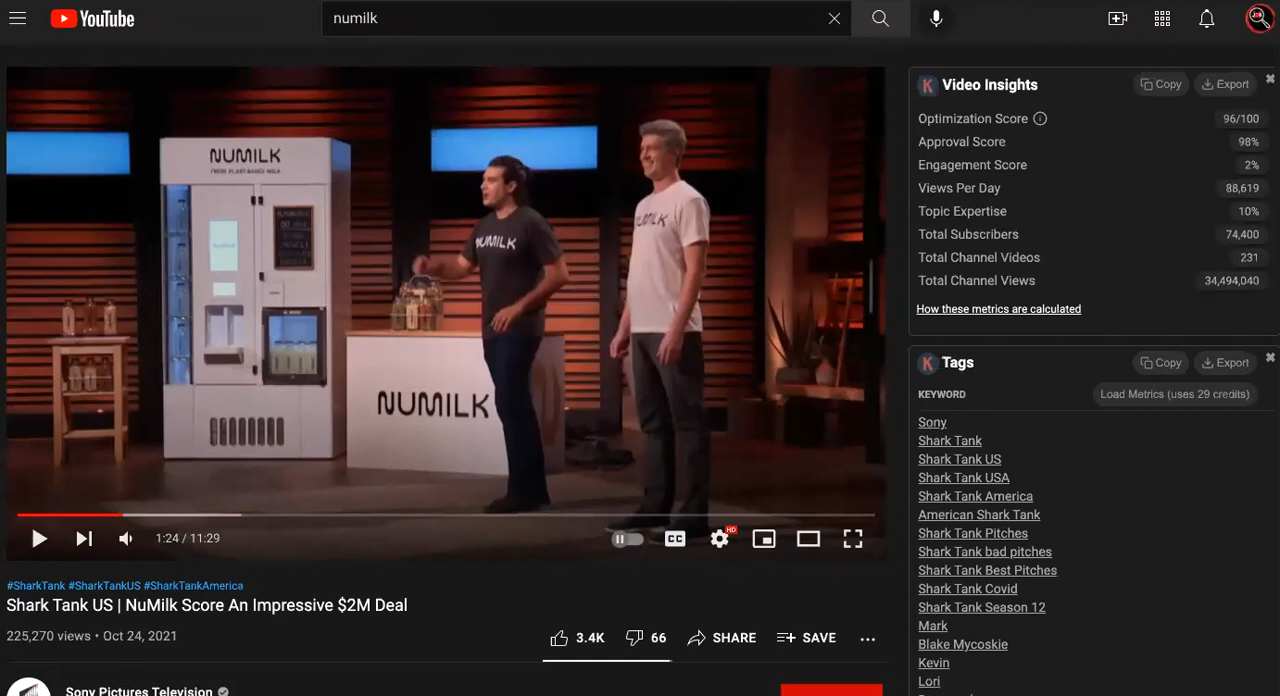 YouTube
numilk
NUMILK
FRESH PLANT-BASED MILK
NUMILK
NUMILK
NUMILK
1:24 / 11:29
CC
HD
#SharkTank #SharkTankUS #SharkTankAmerica
Shark Tank US | NuMilk Score An Impressive $2M Deal
225,270 views • Oct 24, 2021
3.4K
66
SHARE
SAVE
Sony Pictures Television
K Video Insights
Copy
Export
Optimization Score
96/100
Approval Score
98%
Engagement Score
2%
Views Per Day
88,619
Topic Expertise
10%
Total Subscribers
74,400
Total Channel Videos
231
Total Channel Views
34,494,040
How these metrics are calculated
K Tags
Copy
Export
KEYWORD
Load Metrics (uses 29 credits)
Sony
Shark Tank
Shark Tank US
Shark Tank USA
Shark Tank America
American Shark Tank
Shark Tank Pitches
Shark Tank bad pitches
Shark Tank Best Pitches
Shark Tank Covid
Shark Tank Season 12
Mark
Blake Mycoskie
Kevin
Lori